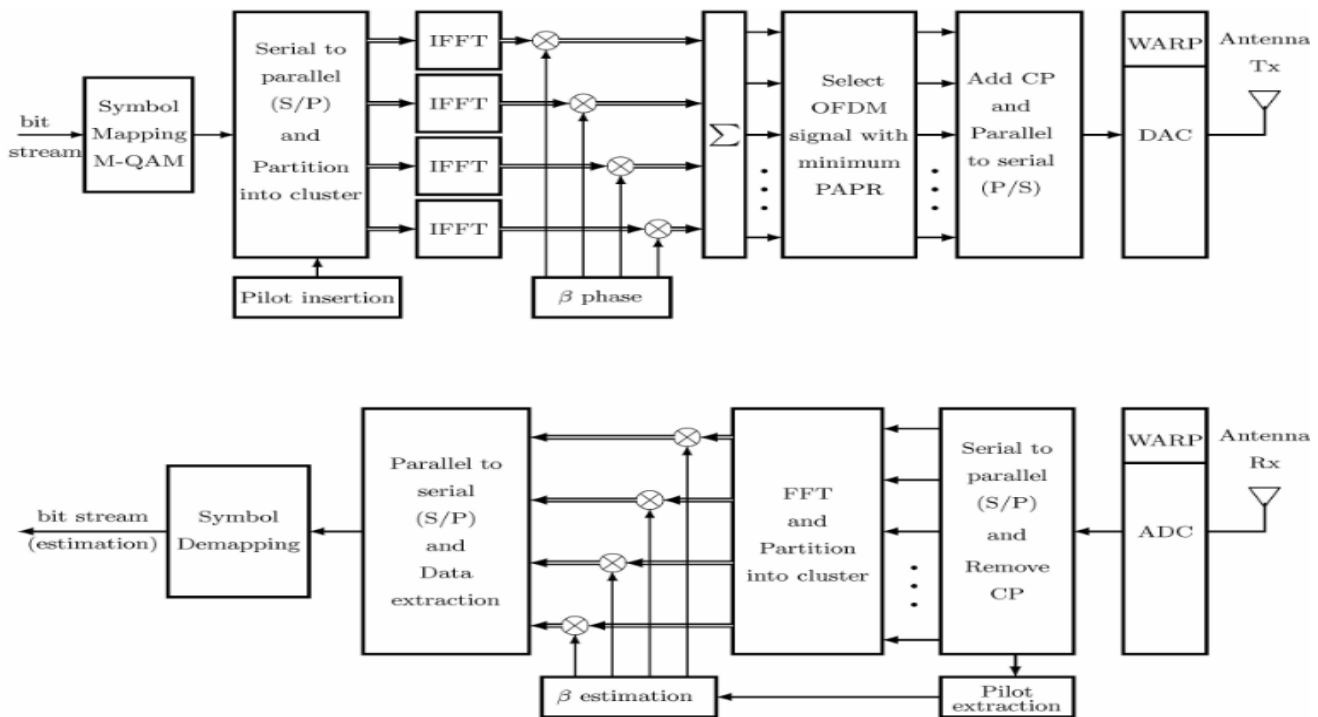 bit
stream
Symbol
Mapping
M-QAM
Serial to
parallel
(S/P)
and
Partition
into cluster
Pilot insertion
IFFT
IFFT
IFFT
IFFT
β phase
Σ
Select
OFDM
signal with
minimum
PAPR
Add CP
and
Parallel
to serial
(P/S)
WARP
DAC
Antenna
Tx
bit stream
(estimation)
Symbol
Demapping
Parallel to
serial
(S/P)
and
Data
extraction
β estimation
FFT
and
Partition
into cluster
Serial to
parallel
(S/P)
and
Remove
CP
Pilot
extraction
WARP
ADC
Antenna
Rx